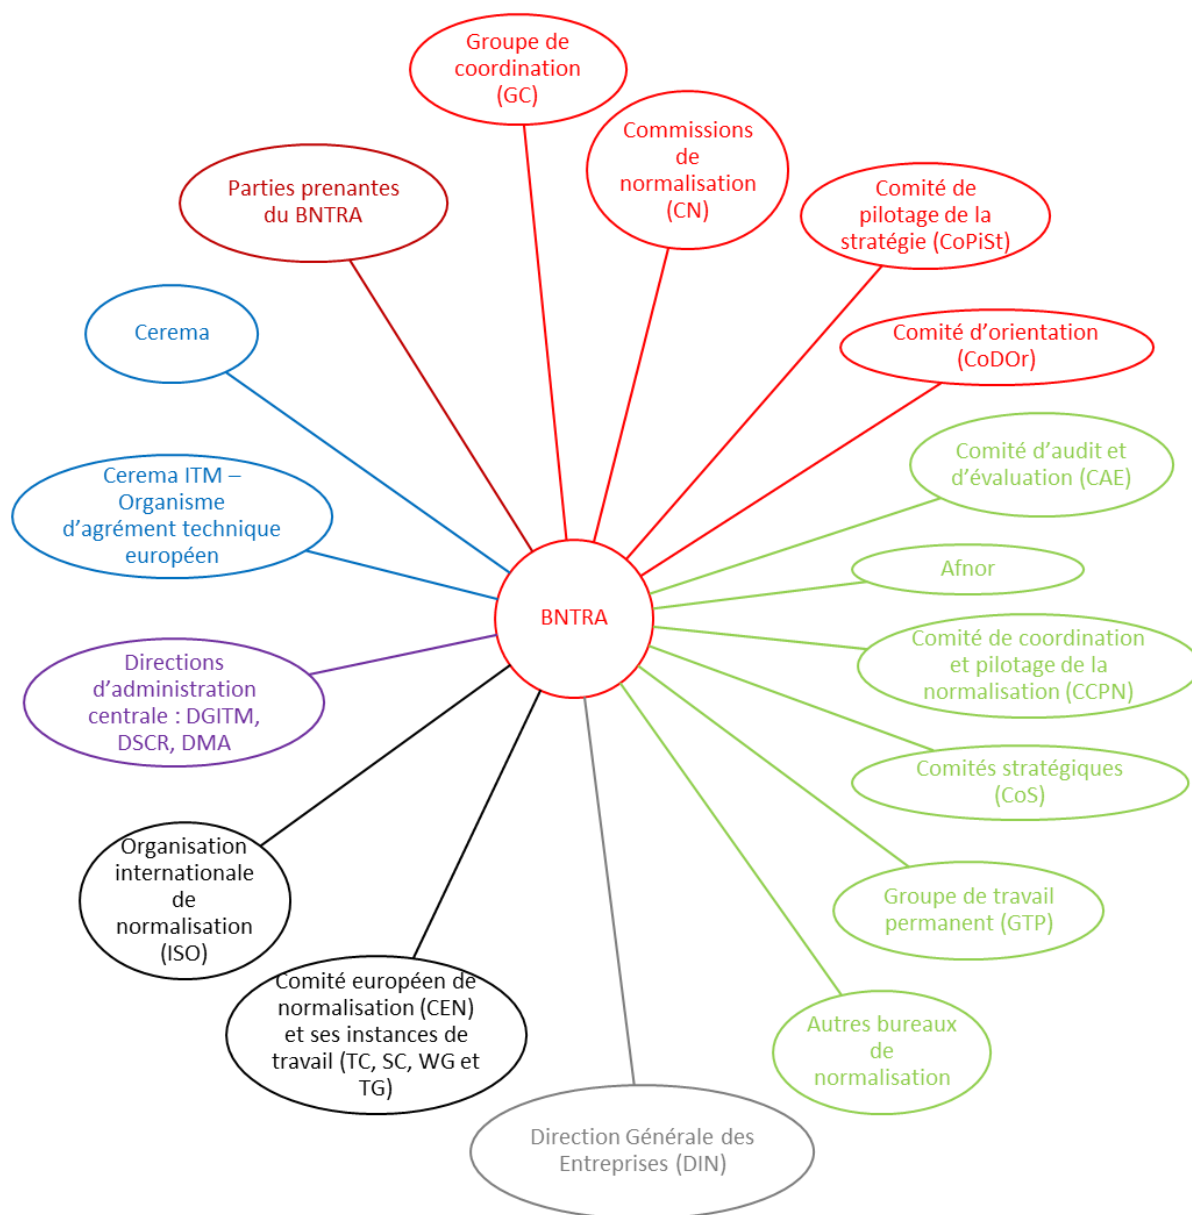 Groupe de
coordination
(GC)
Commissions
de
normalisation
(CN)
Comité de
pilotage de la
stratégie (CoPiSt)
Parties prenantes
du BNTRA
Cerema
Comité d’orientation
(CoDOr)
Comité d’audit et
d’évaluation (CAE)
Cerema ITM –
Organisme
d’agrément technique
européen
Afnor
BNTRA
Comité de coordination
et pilotage de la
normalisation (CCPN)
Directions
d’administration
centrale : DGITM,
DSCR, DMA
Comités stratégiques
(CoS)
Organisation
internationale
de
normalisation
(ISO)
Groupe de travail
permanent (GTP)
Comité européen de
normalisation (CEN)
et ses instances de
travail (TC, SC, WG et
TG)
Autres bureaux
de
normalisation
Direction Générale des
Entreprises (DIN)